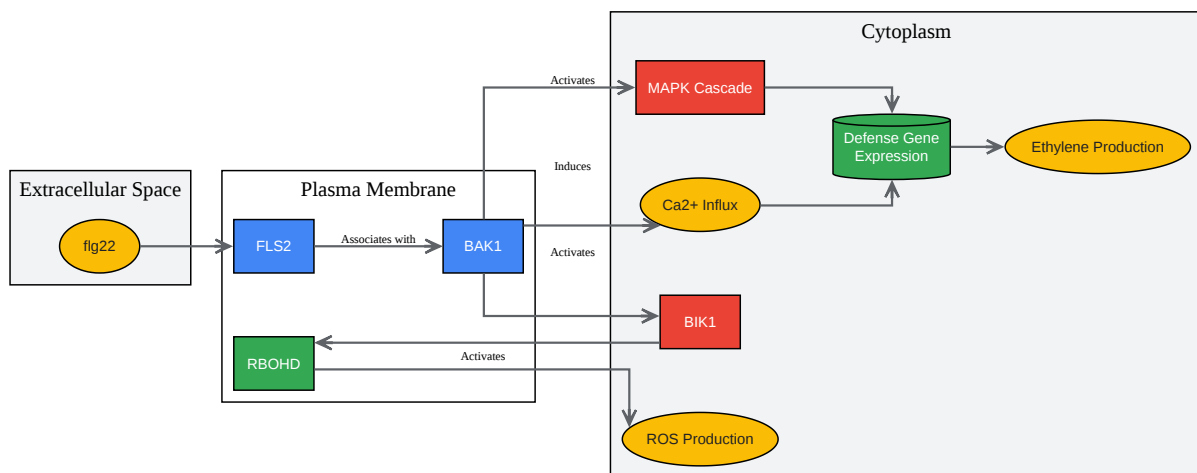 Cytoplasm
Activates
MAPK Cascade
Defense Gene
Expression
Ethylene Production
Induces
Extracellular Space
Plasma Membrane
Ca2+ Influx
flg22
FLS2
Associates with
BAK1
Activates
BIK1
RBOHD
Activates
ROS Production